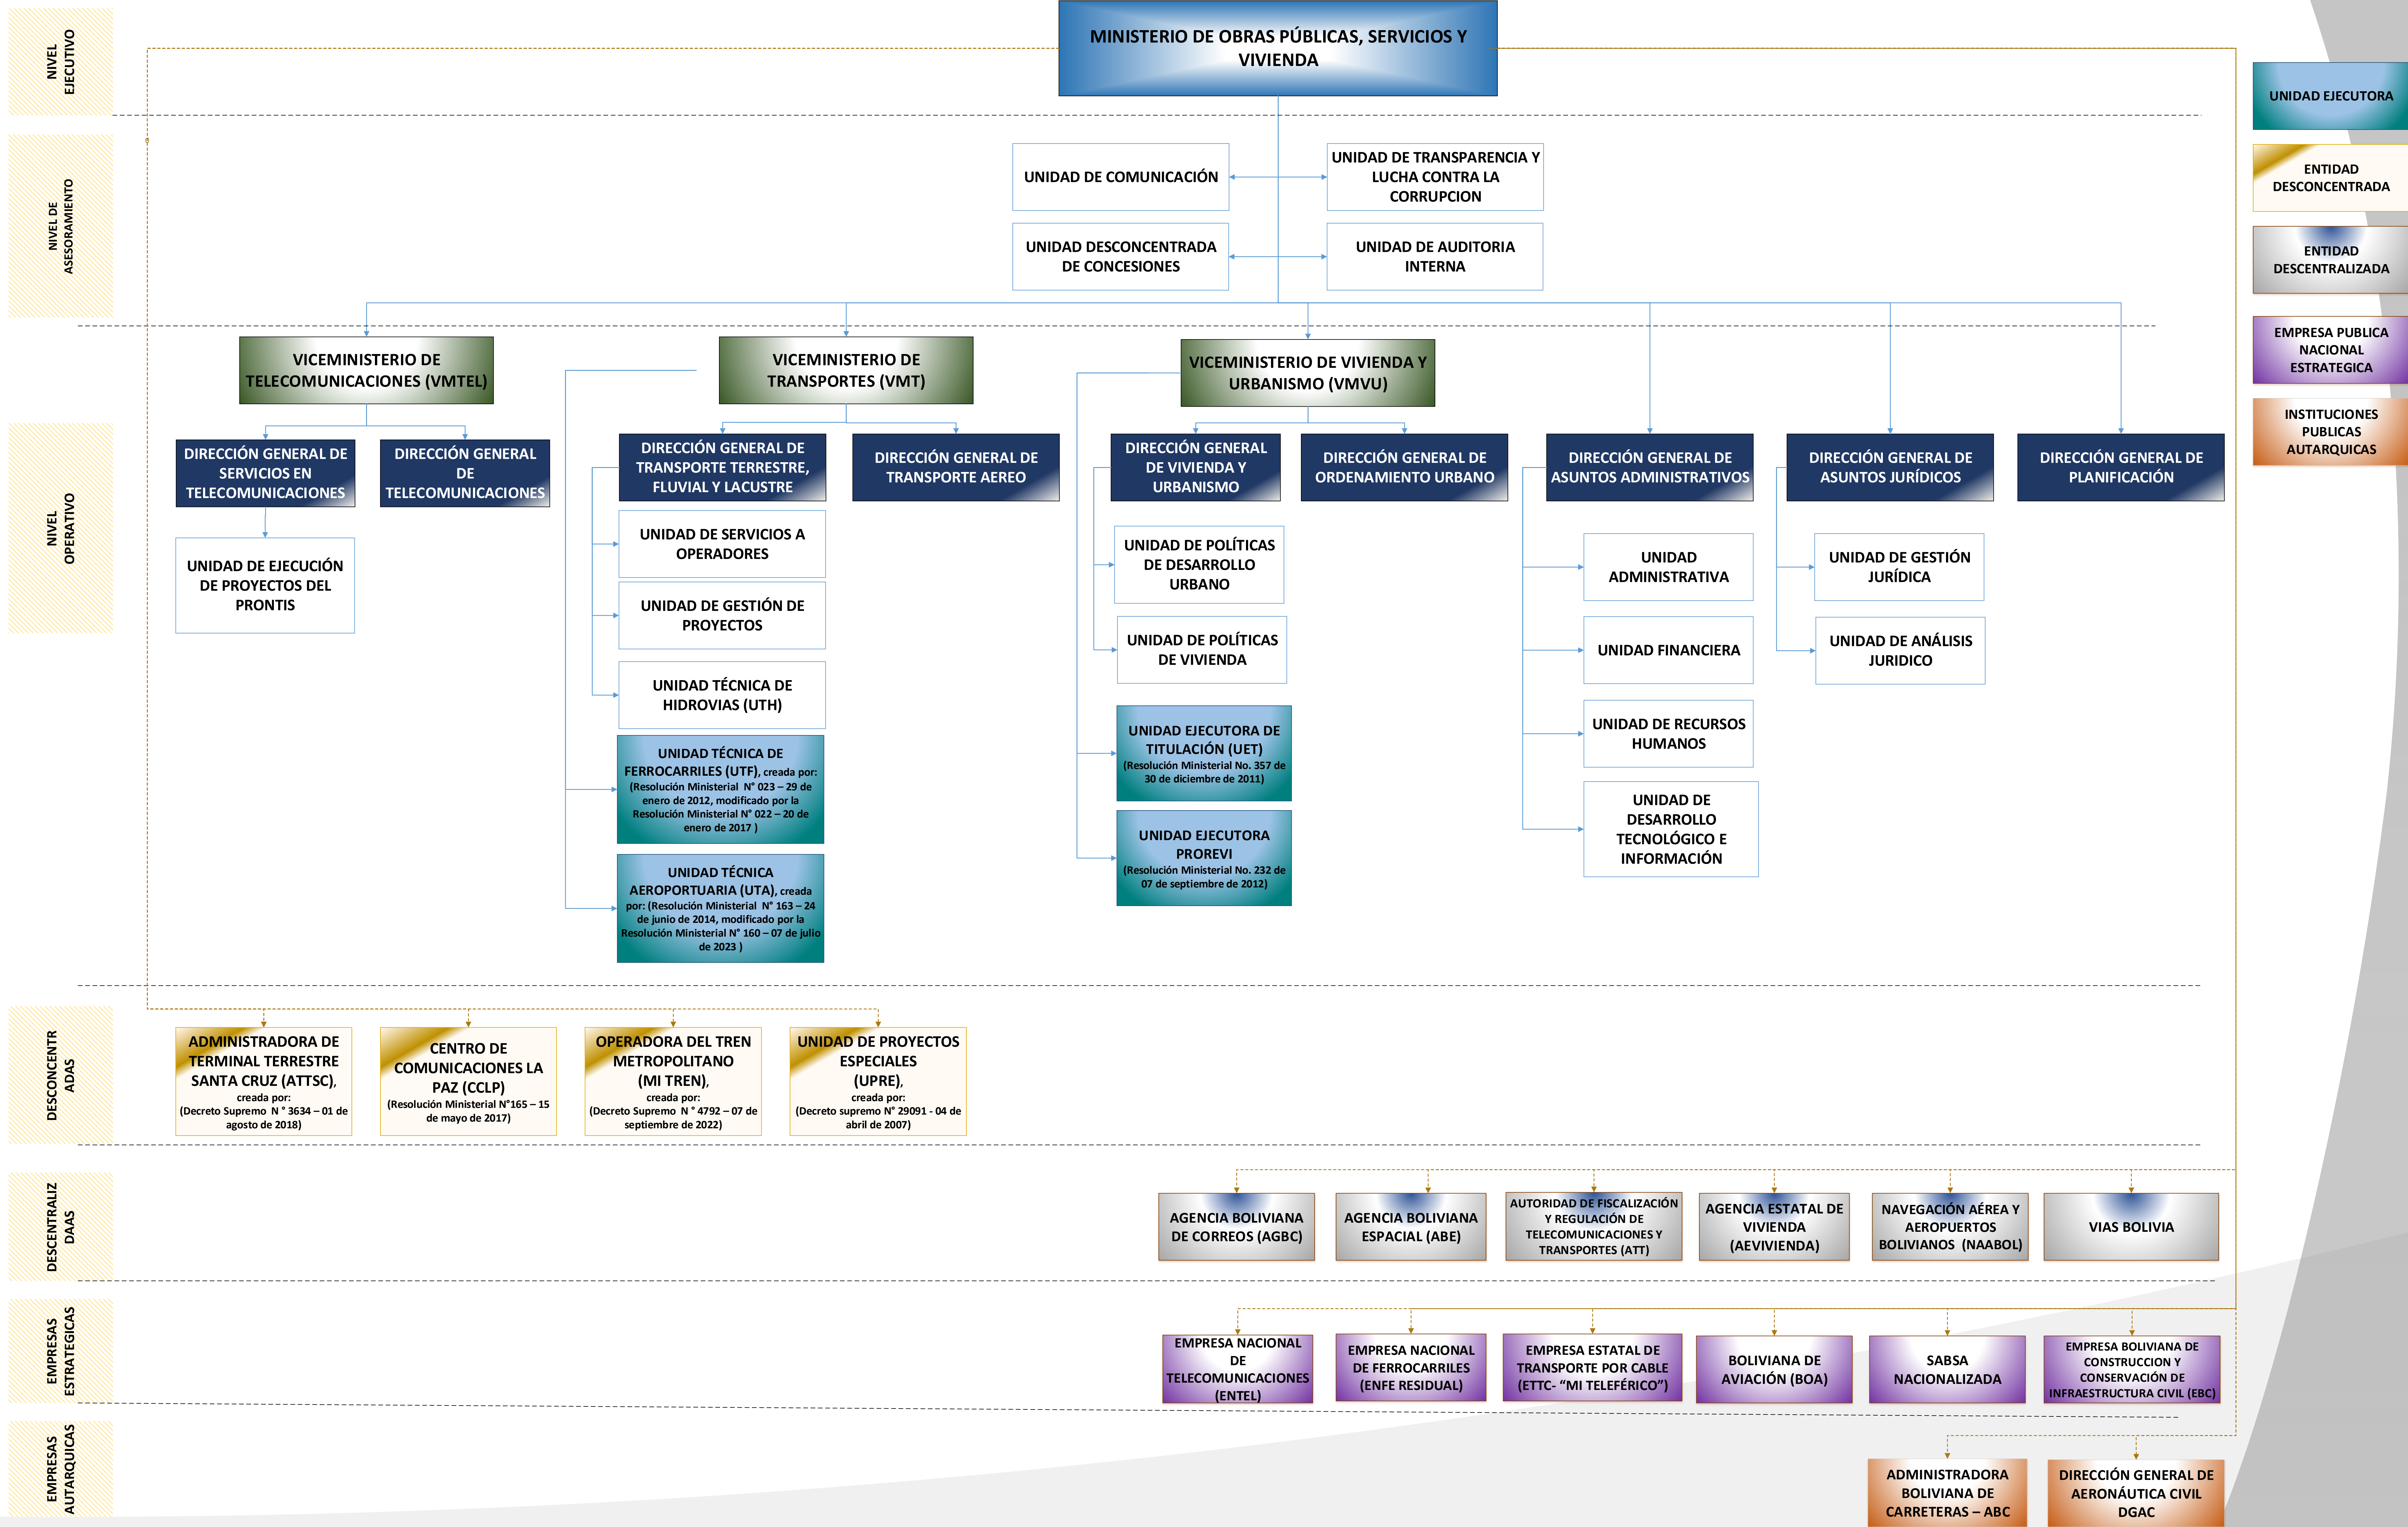 NIVEL
EJECUTIVO
MINISTERIO DE OBRAS PÚBLICAS, SERVICIOS Y
VIVIENDA
UNIDAD EJECUTORA
ENTIDAD
DESCONCENTRADA
ENTIDAD
DESCENTRALIZADA
EMPRESA PUBLICA
NACIONAL
ESTRATEGICA
INSTITUCIONES
PUBLICAS
AUTARQUICAS
NIVEL DE
ASESORAMIENTO
UNIDAD DE COMUNICACIÓN
UNIDAD DE TRANSPARENCIA Y
LUCHA CONTRA LA
CORRUPCION
UNIDAD DESCONCENTRADA
DE CONCESIONES
UNIDAD DE AUDITORIA
INTERNA
NIVEL
OPERATIVO
VICEMINISTERIO DE
TELECOMUNICACIONES (VMTEL)
VICEMINISTERIO DE
TRANSPORTES (VMT)
VICEMINISTERIO DE VIVIENDA Y
URBANISMO (VMVU)
DIRECCIÓN GENERAL DE
SERVICIOS EN
TELECOMUNICACIONES
DIRECCIÓN GENERAL
DE
TELECOMUNICACIONES
DIRECCIÓN GENERAL DE
TRANSPORTE TERRESTRE,
FLUVIAL Y LACUSTRE
DIRECCIÓN GENERAL DE
TRANSPORTE AEREO
DIRECCIÓN GENERAL
DE VIVIENDA Y
URBANISMO
DIRECCIÓN GENERAL DE
ORDENAMIENTO URBANO
DIRECCIÓN GENERAL DE
ASUNTOS ADMINISTRATIVOS
DIRECCIÓN GENERAL DE
ASUNTOS JURÍDICOS
DIRECCIÓN GENERAL DE
PLANIFICACIÓN
UNIDAD DE EJECUCIÓN
DE PROYECTOS DEL
PRONTIS
UNIDAD DE SERVICIOS A
OPERADORES
UNIDAD DE GESTIÓN DE
PROYECTOS
UNIDAD TÉCNICA DE
HIDROVIAS (UTH)
UNIDAD TÉCNICA DE
FERROCARRILES (UTF), creada por:
(Resolución Ministerial N° 023 – 29 de
enero de 2012, modificado por la
Resolución Ministerial N° 022 – 20 de
enero de 2017 )
UNIDAD TÉCNICA
AEROPORTUARIA (UTA), creada
por: (Resolución Ministerial N° 163 – 24
de junio de 2014, modificado por la
Resolución Ministerial N° 160 – 07 de julio
de 2023 )
UNIDAD DE POLÍTICAS
DE DESARROLLO
URBANO
UNIDAD DE POLÍTICAS
DE VIVIENDA
UNIDAD EJECUTORA DE
TITULACIÓN (UET)
(Resolución Ministerial No. 357 de
30 de diciembre de 2011)
UNIDAD EJECUTORA
PROREVI
(Resolución Ministerial No. 232 de
07 de septiembre de 2012)
UNIDAD
ADMINISTRATIVA
UNIDAD FINANCIERA
UNIDAD DE RECURSOS
HUMANOS
UNIDAD DE
DESARROLLO
TECNOLÓGICO E
INFORMACIÓN
UNIDAD DE GESTIÓN
JURÍDICA
UNIDAD DE ANÁLISIS
JURIDICO
DESCONCENTR
ADAS
ADMINISTRADORA DE
TERMINAL TERRESTRE
SANTA CRUZ (ATTSC),
creada por:
(Decreto Supremo N ° 3634 – 01 de
agosto de 2018)
CENTRO DE
COMUNICACIONES LA
PAZ (CCLP)
(Resolución Ministerial N°165 – 15
de mayo de 2017)
OPERADORA DEL TREN
METROPOLITANO
(MI TREN),
creada por:
(Decreto Supremo N ° 4792 – 07 de
septiembre de 2022)
UNIDAD DE PROYECTOS
ESPECIALES
(UPRE),
creada por:
(Decreto supremo N° 29091 - 04 de
abril de 2007)
DESCENTRALIZ
DAAS
AGENCIA BOLIVIANA
DE CORREOS (AGBC)
AGENCIA BOLIVIANA
ESPACIAL (ABE)
AUTORIDAD DE FISCALIZACIÓN
Y REGULACIÓN DE
TELECOMUNICACIONES Y
TRANSPORTES (ATT)
AGENCIA ESTATAL DE
VIVIENDA
(AEVIVIENDA)
NAVEGACIÓN AÉREA Y
AEROPUERTOS
BOLIVIANOS (NAABOL)
VIAS BOLIVIA
EMPRESAS
ESTRATEGICAS
EMPRESA NACIONAL
DE
TELECOMUNICACIONES
(ENTEL)
EMPRESA NACIONAL
DE FERROCARRILES
(ENFE RESIDUAL)
EMPRESA ESTATAL DE
TRANSPORTE POR CABLE
(ETTC- “MI TELEFÉRICO”)
BOLIVIANA DE
AVIACIÓN (BOA)
SABSA
NACIONALIZADA
EMPRESA BOLIVIANA DE
CONSTRUCCION Y
CONSERVACIÓN DE
INFRAESTRUCTURA CIVIL (EBC)
EMPRESAS
AUTARQUICAS
ADMINISTRADORA
BOLIVIANA DE
CARRETERAS – ABC
DIRECCIÓN GENERAL DE
AERONÁUTICA CIVIL
DGAC